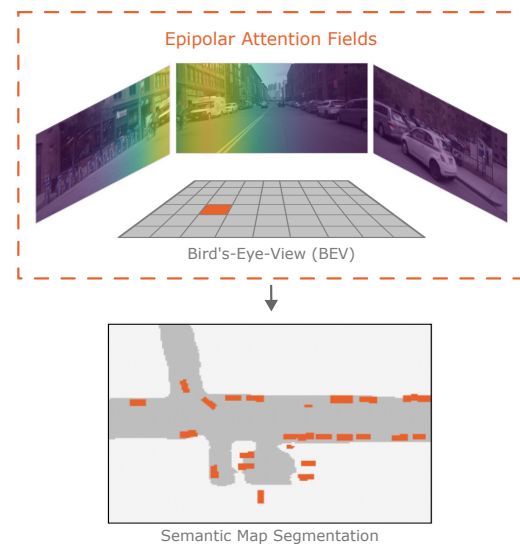 Epipolar Attention Fields
Bird's-Eye-View (BEV)
Semantic Map Segmentation